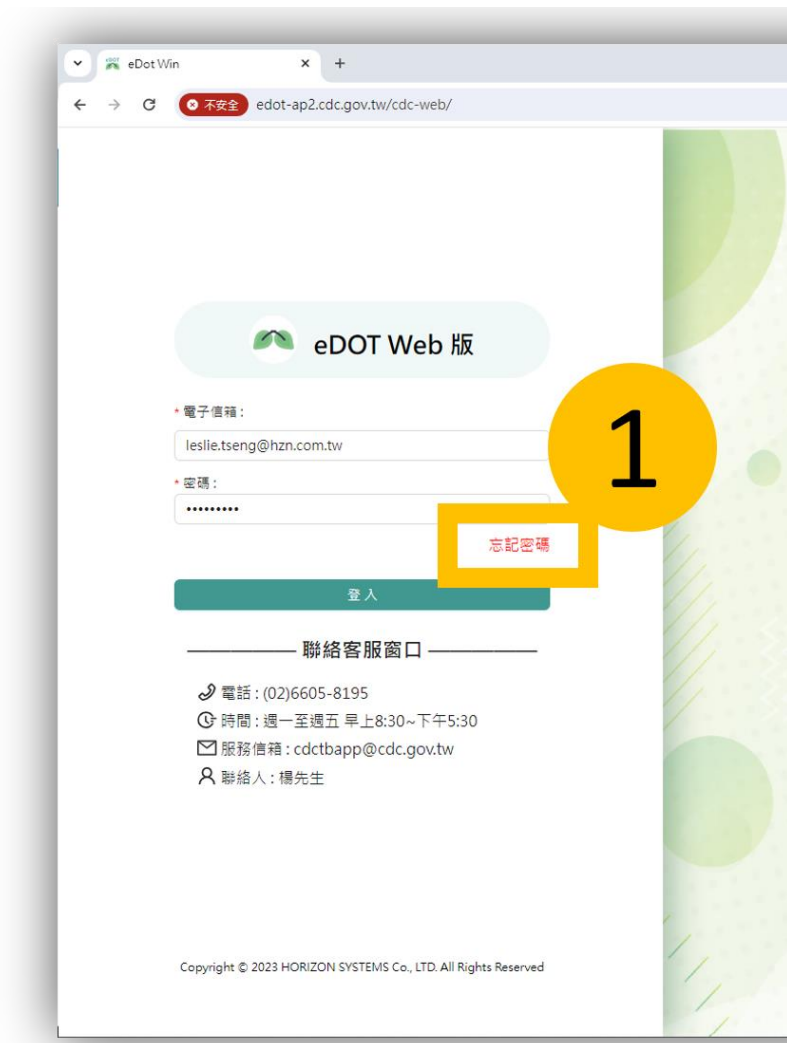 eDot Win
不安全 edot-ap2.cdc.gov.tw/cdc-web/
eDOT Web 版
* 電子信箱 :
leslie.tseng@hzn.com.tw
1
* 密碼 :
•••••••••
忘記密碼
登入
聯絡客服窗口
電話 : (02)6605-8195
時間 : 週一至週五 早上8:30~下午5:30
服務信箱 : cdctbapp@cdc.gov.tw
聯絡人 : 楊先生
Copyright © 2023 HORIZON SYSTEMS Co., LTD. All Rights Reserved